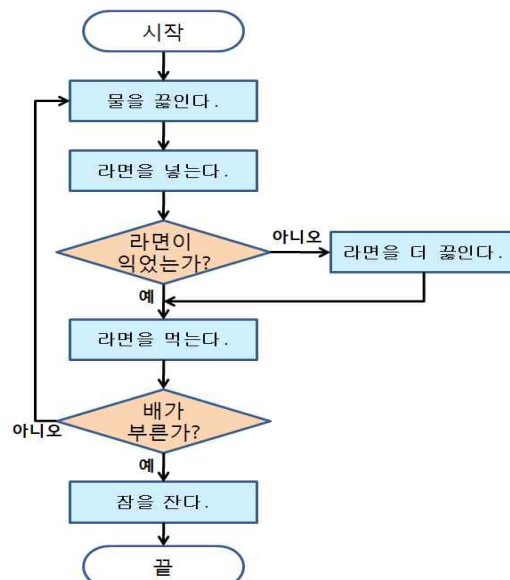 시작
물을 끓인다.
라면을 넣는다.
라면이
익었는가?
아니오
라면을 더 끓인다.
예
라면을 먹는다.
배가
부른가?
아니오
예
잠을 잔다.
끝